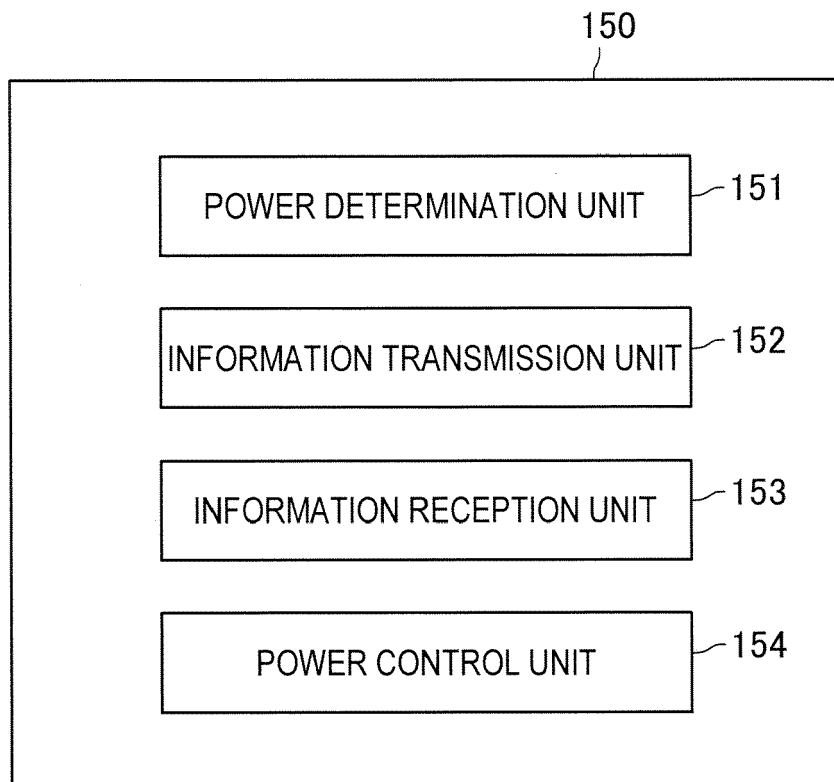 150
POWER DETERMINATION UNIT 151
INFORMATION TRANSMISSION UNIT 152
INFORMATION RECEPTION UNIT 153
POWER CONTROL UNIT 154